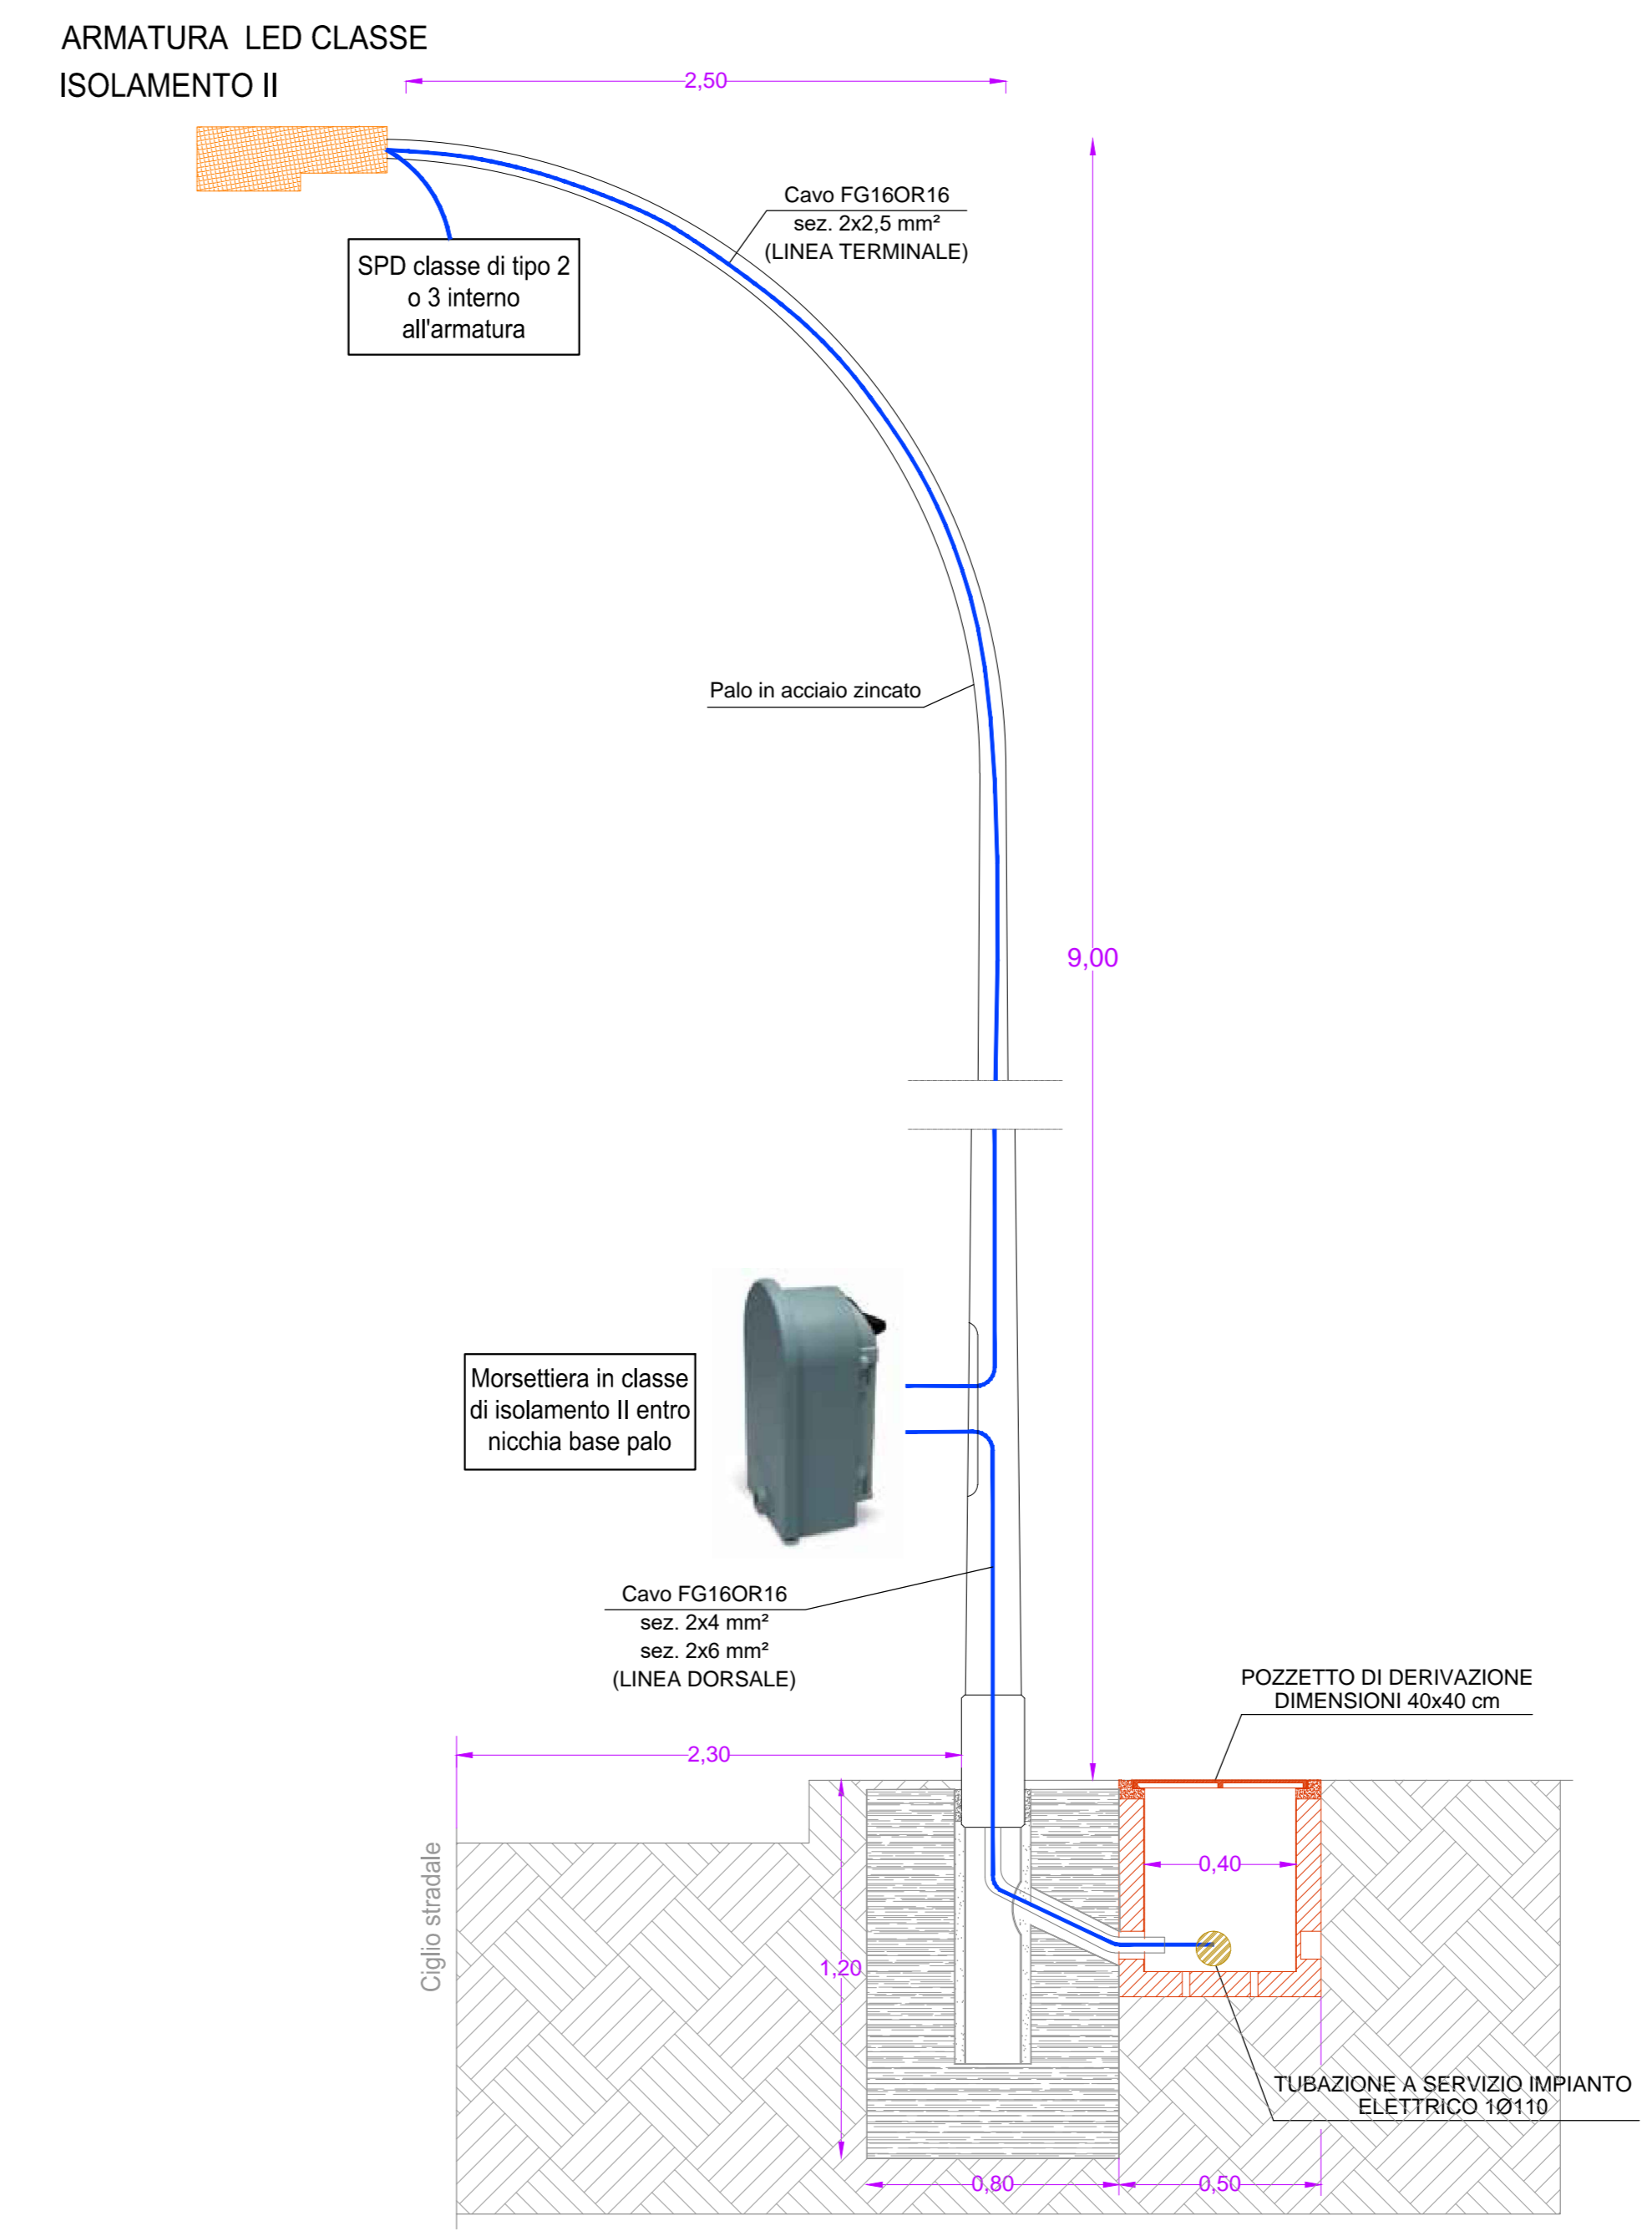 ARMATURA LED CLASSE
ISOLAMENTO II
2,50
Cavo FG16OR16
sez. 2x2,5 mm²
(LINEA TERMINALE)
SPD classe di tipo 2
o 3 interno
all'armatura
Palo in acciaio zincato
9,00
Morsettiera in classe
di isolamento II entro
nicchia base palo
Cavo FG16OR16
sez. 2x4 mm²
sez. 2x6 mm²
(LINEA DORSALE)
POZZETTO DI DERIVAZIONE
DIMENSIONI 40x40 cm
2,30
Ciglio stradale
0,40
1,20
TUBAZIONE A SERVIZIO IMPIANTO
ELETTRICO 1Ø110
0,80
0,50